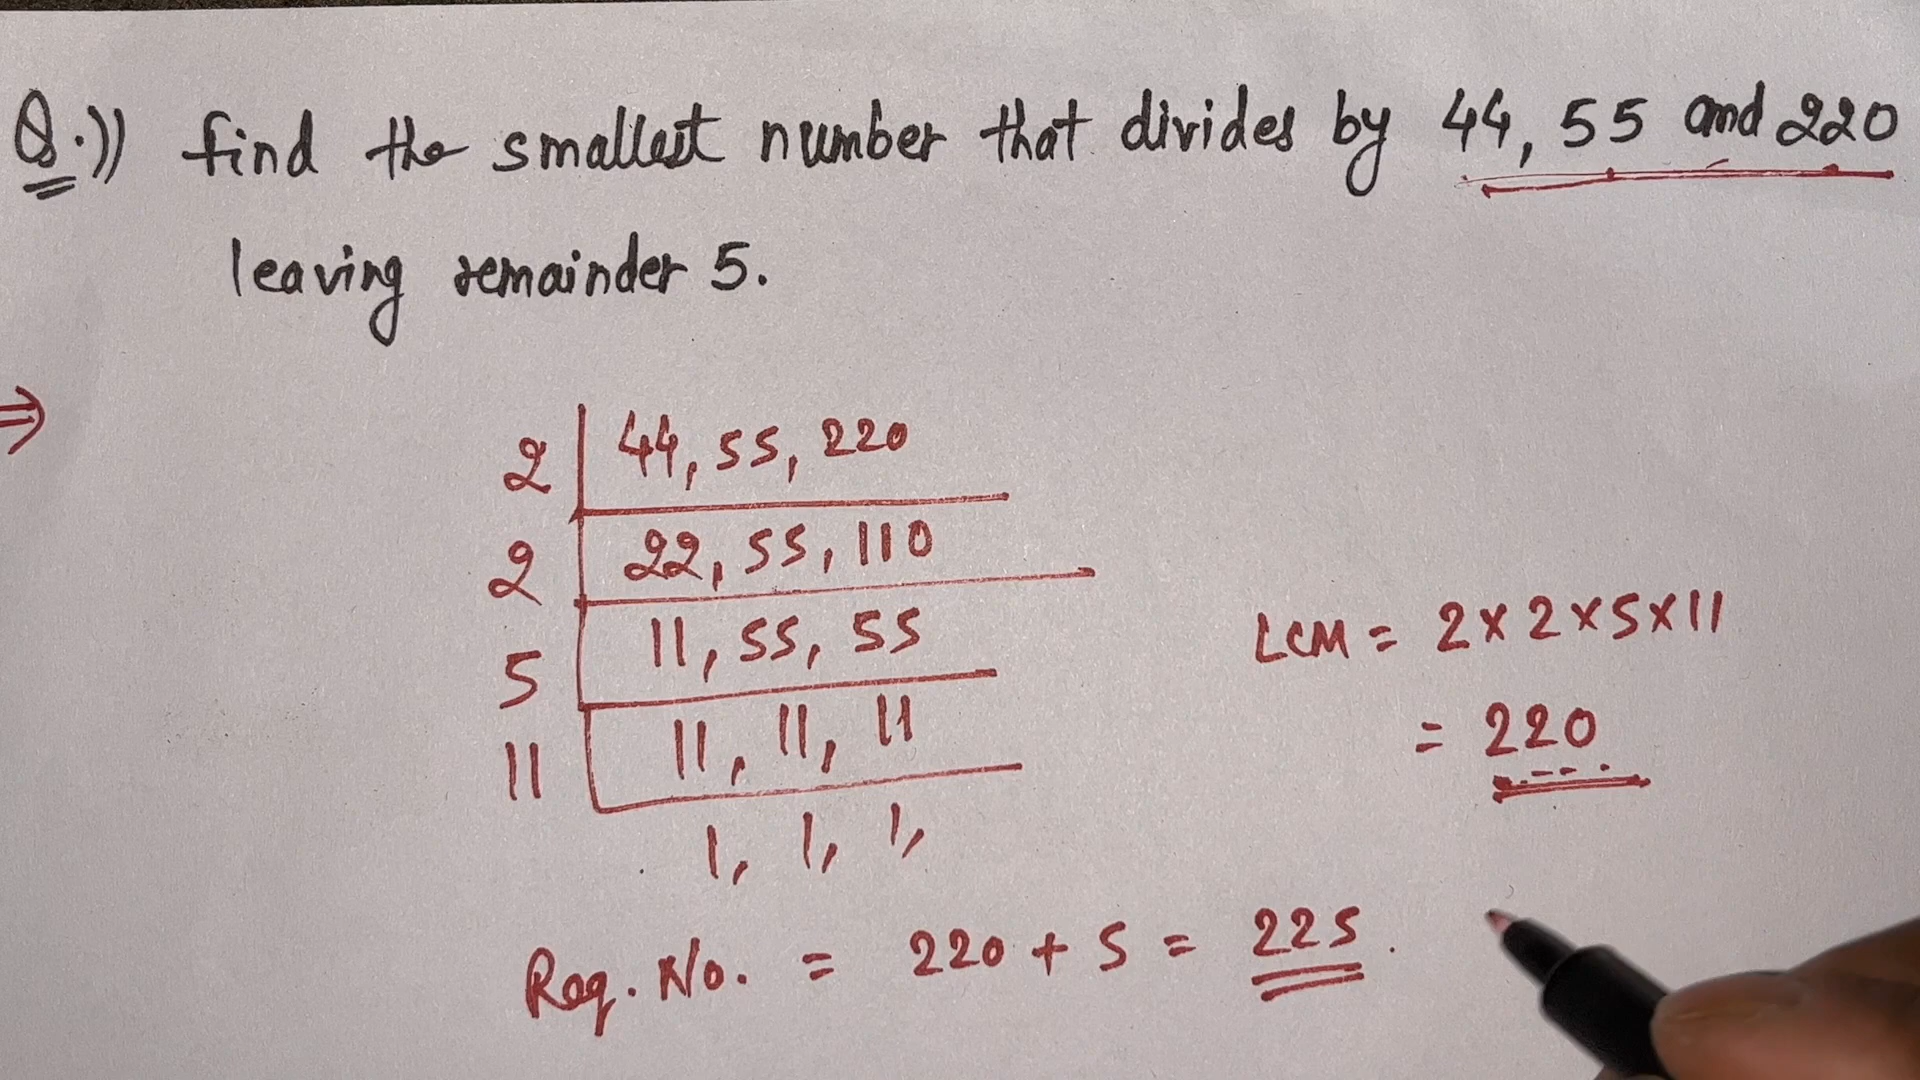 Q.)) find the smallest number that divides by 44, 55 and 220
leaving remainder 5.
⇒
2 | 44, 55, 220
2 | 22, 55, 110
5 | 11, 55, 55
11 | 11, 11, 11
1, 1, 1,
LCM = 2 x 2 x 5 x 11
= 220
Req. No. = 220 + 5 = 225.